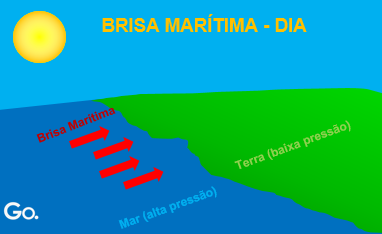 BRISA MARÍTIMA - DIA
Brisa Marítima
Terra (baixa pressão)
Mar (alta pressão)
Go.